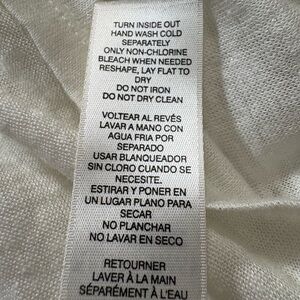 TURN INSIDE OUT
HAND WASH COLD
SEPARATELY
ONLY NON-CHLORINE
BLEACH WHEN NEEDED
RESHAPE, LAY FLAT TO
DRY
DO NOT IRON
DO NOT DRY CLEAN
VOLTEAR AL REVÉS
LAVAR A MANO CON
AGUA FRIA POR
SEPARADO
USAR BLANQUEADOR
SIN CLORO CUANDO SE
NECESITE.
ESTIRAR Y PONER EN
UN LUGAR PLANO PARA
SECAR
NO PLANCHAR
NO LAVAR EN SECO
RETOURNER
LAVER À LA MAIN
SÉPARÉMENT À L'EAU